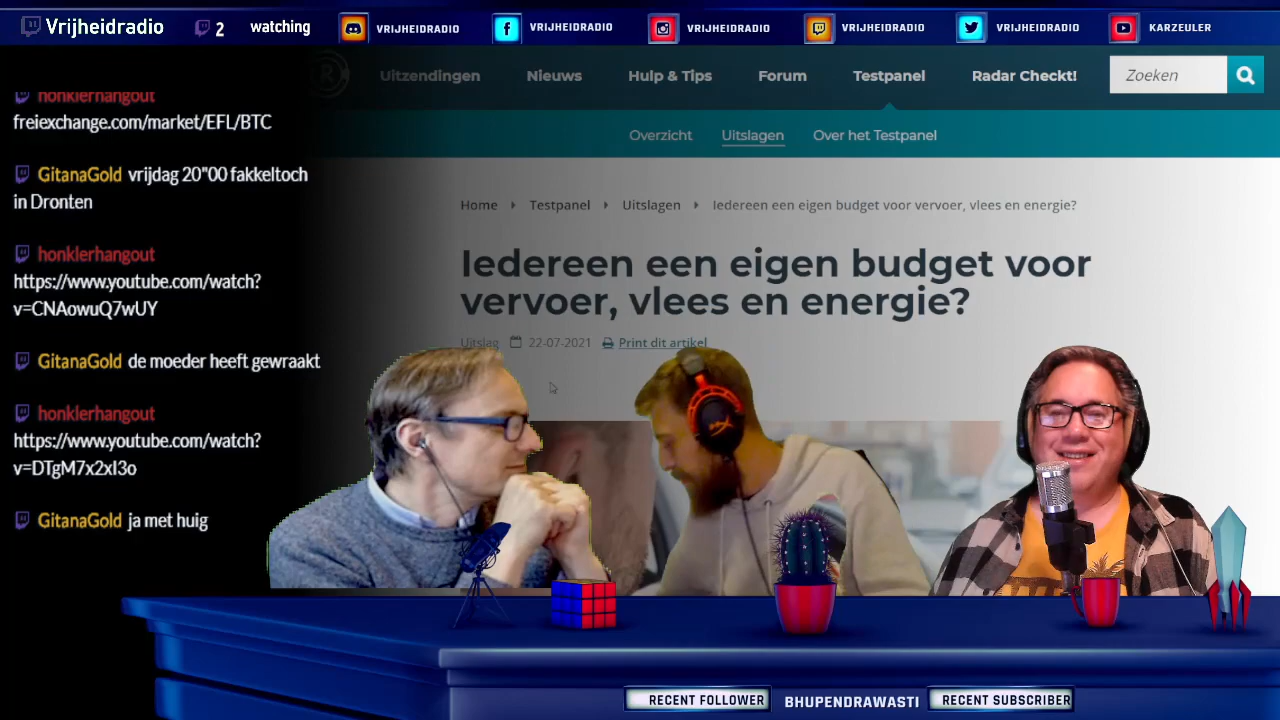 Vrijheidradio
2 watching
VRIJHEIDRADIO
VRIJHEIDRADIO
VRIJHEIDRADIO
VRIJHEIDRADIO
VRIJHEIDRADIO
KARZEULER
R
Uitzendingen Nieuws Hulp & Tips Forum Testpanel Radar Checkt! Zoeken
Overzicht Uitslagen Over het Testpanel
Home Testpanel Uitslagen Iedereen een eigen budget voor vervoer, vlees en energie?
Iedereen een eigen budget voor
vervoer, vlees en energie?
Uitslag 22-07-2021 Print dit artikel
honklerhangout
freiexchange.com/market/EFL/BTC
GitanaGold vrijdag 20"00 fakkeltoch
in Dronten
honklerhangout
https://www.youtube.com/watch?
v=CNAowuQ7wUY
GitanaGold de moeder heeft gewraakt
honklerhangout
https://www.youtube.com/watch?
v=DTgM7x2xI3o
GitanaGold ja met huig
RECENT FOLLOWER BHUPENDRAWASTI RECENT SUBSCRIBER